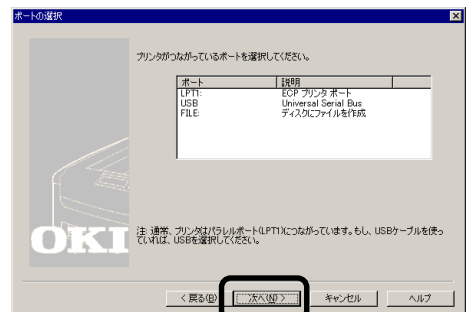 ポートの選択
プリンタがつながっているポートを選択してください。
ポート 説明
LPT1: ECP プリンタ ポート
USB Universal Serial Bus
FILE: ディスクにファイルを作成
OKI
注: 通常、プリンタはパラレルポート(LPT1)につながっています。もし、USBケーブルを使っ
ていれば、USBを選択してください。
< 戻る(B) 次へ(N) > キャンセル ヘルプ